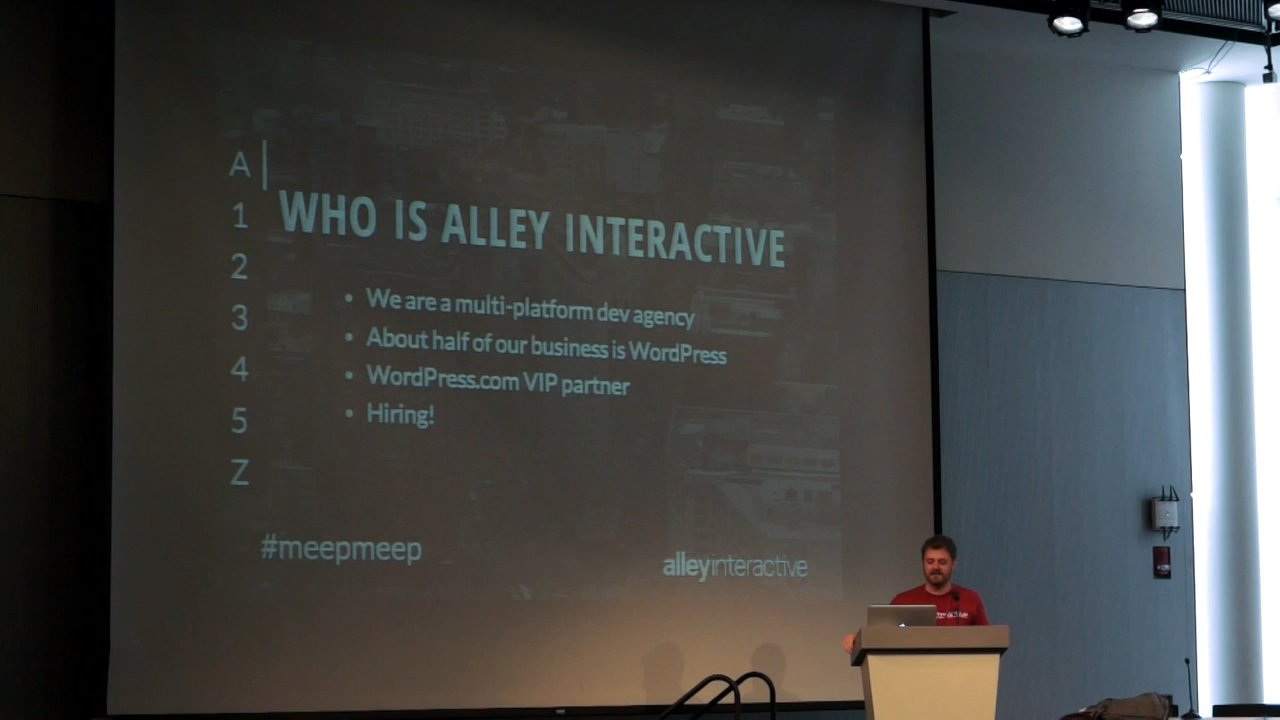 A
1
2
3
4
5
Z
WHO IS ALLEY INTERACTIVE
• We are a multi-platform dev agency
• About half of our business is WordPress
• WordPress.com VIP partner
• Hiring!
#meepmeep
alleyinteractive